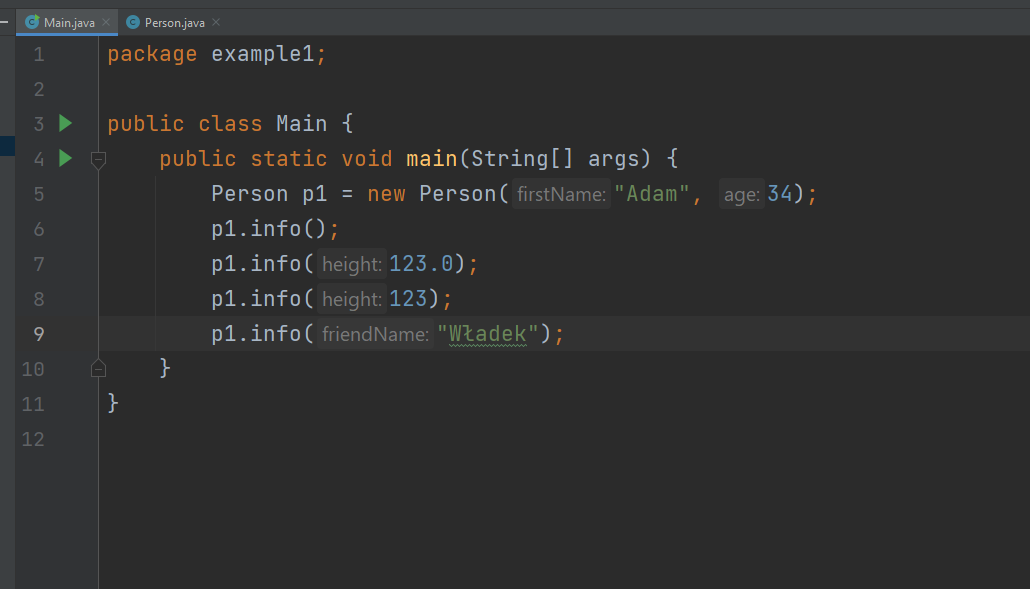 Main.java Person.java
1 package example1;
2
3 public class Main {
4 public static void main(String[] args) {
5 Person p1 = new Person( firstName: "Adam", age: 34);
6 p1.info();
7 p1.info( height: 123.0);
8 p1.info( height: 123);
9 p1.info( friendName: "Władek");
10 }
11 }
12